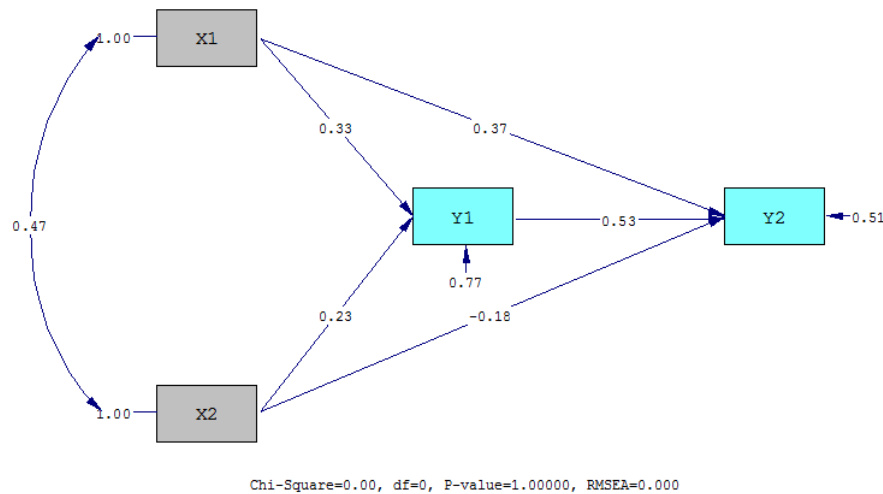 1.00
X1
0.33
0.37
0.47
Y1
0.53
Y2
0.51
0.77
0.23
-0.18
1.00
X2
Chi-Square=0.00, df=0, P-value=1.00000, RMSEA=0.000